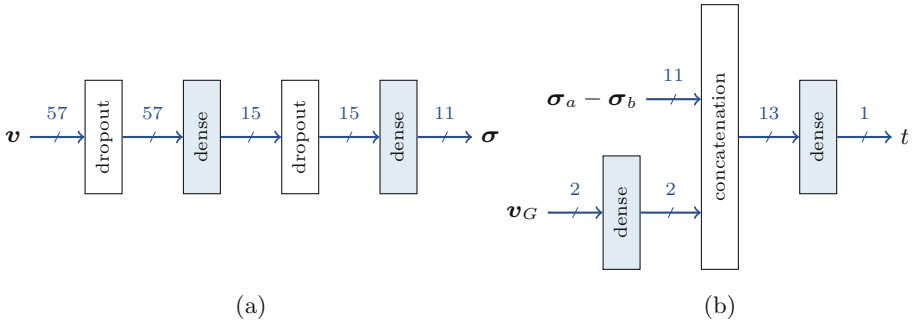 v 57 dropout 57 dense 15 dropout 15 dense 11 σ
(a)
σa − σb 11 concatenation 13 dense 1 t
vG 2 dense 2
(b)